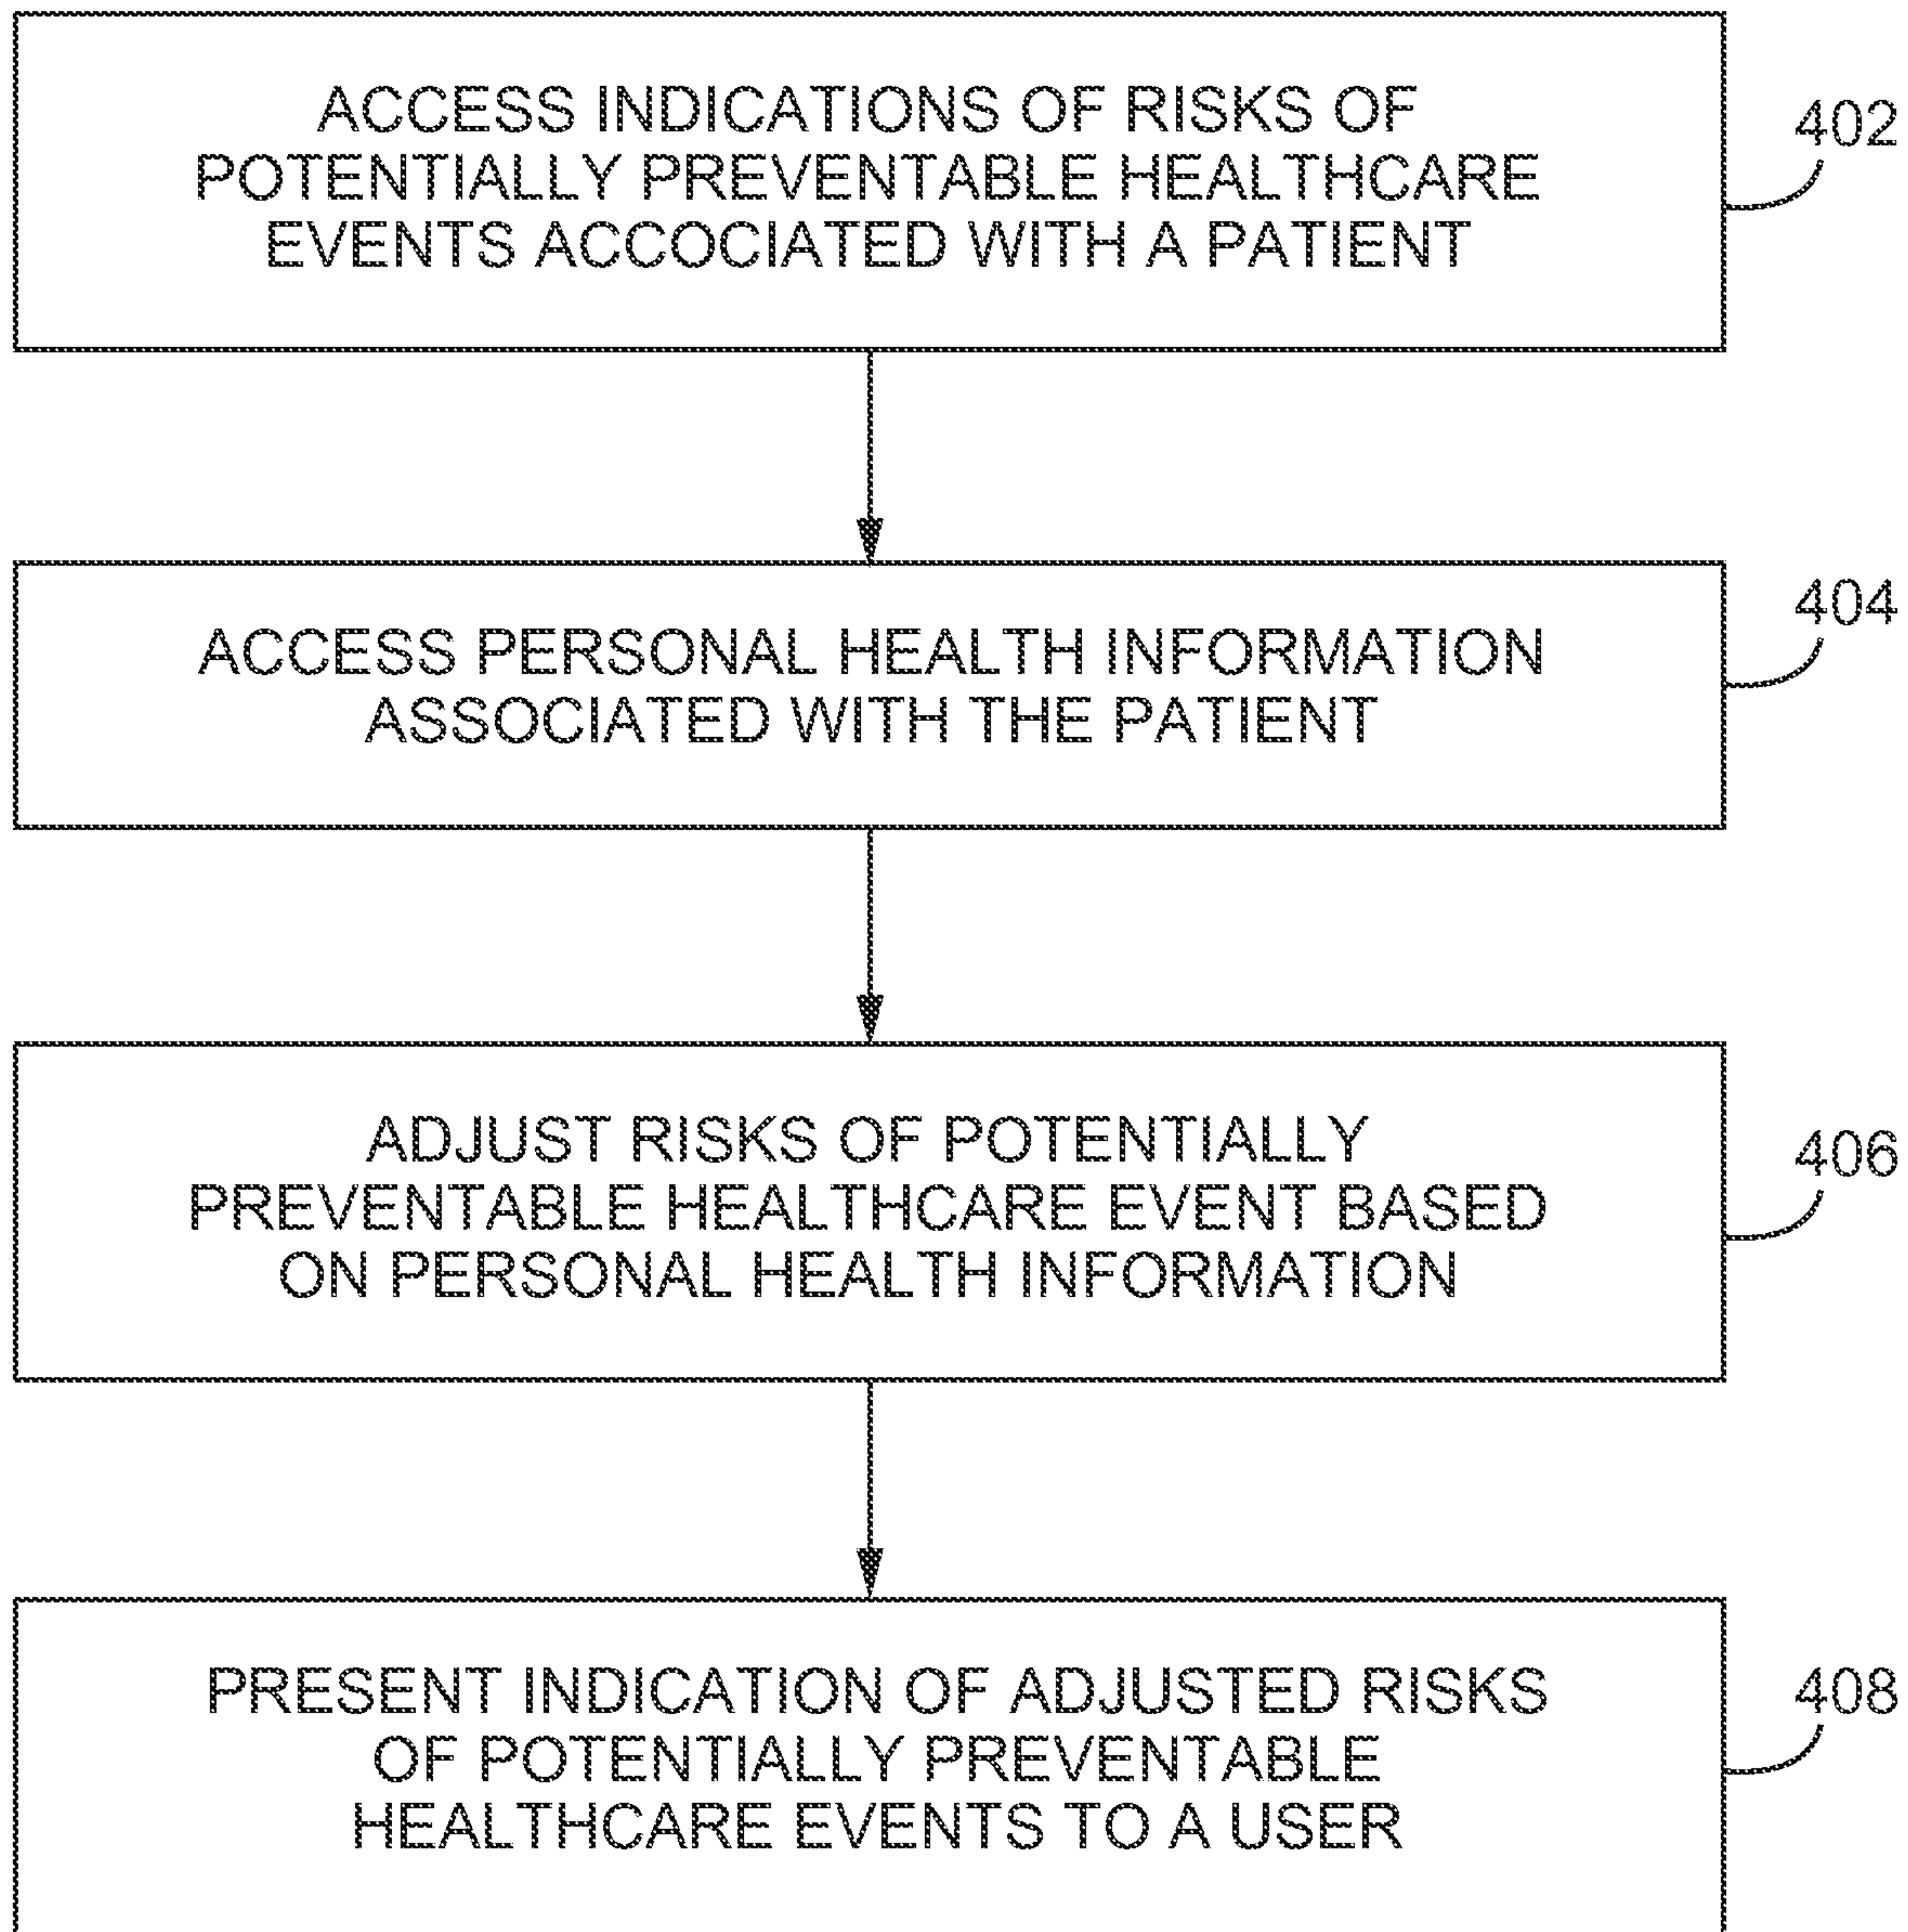 ACCESS INDICATIONS OF RISKS OF
POTENTIALLY PREVENTABLE HEALTHCARE
EVENTS ACCOCIATED WITH A PATIENT
402
ACCESS PERSONAL HEALTH INFORMATION
ASSOCIATED WITH THE PATIENT
404
ADJUST RISKS OF POTENTIALLY
PREVENTABLE HEALTHCARE EVENT BASED
ON PERSONAL HEALTH INFORMATION
406
PRESENT INDICATION OF ADJUSTED RISKS
OF POTENTIALLY PREVENTABLE
HEALTHCARE EVENTS TO A USER
408